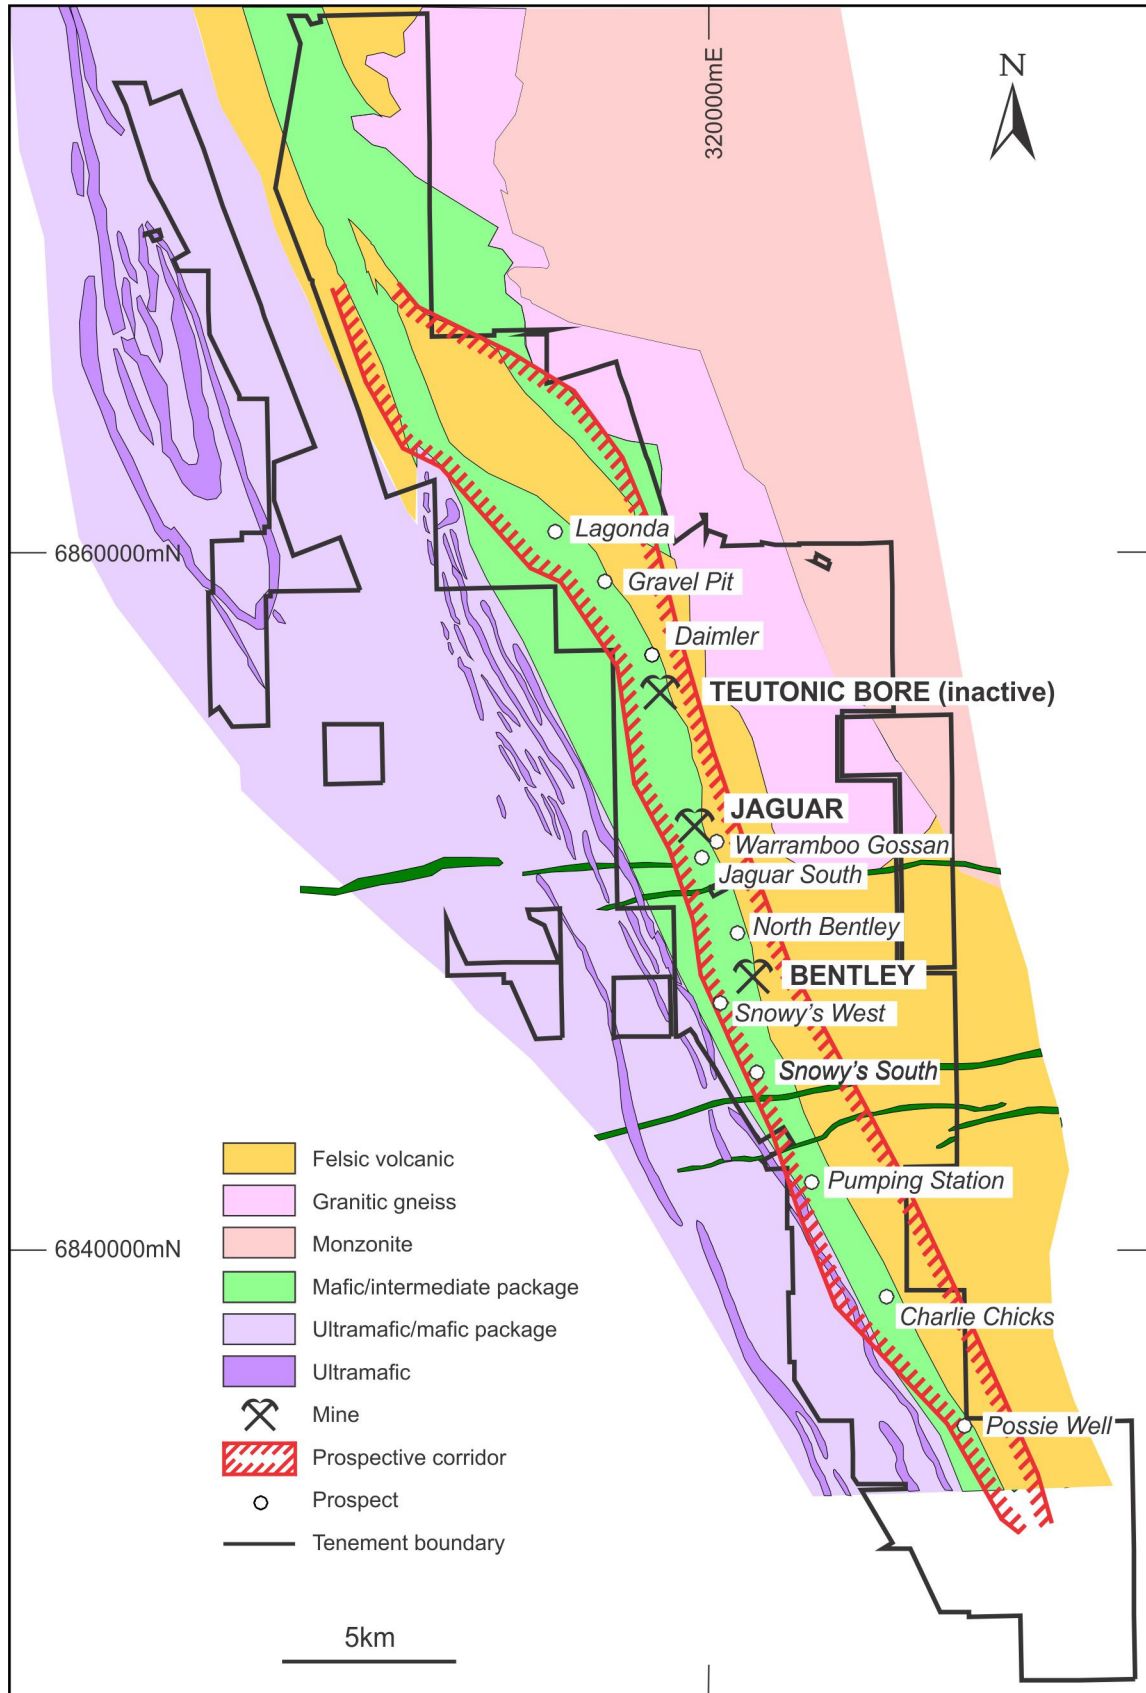 320000mE
N
Lagonda
6860000mN
Gravel Pit
Daimler
TEUTONIC BORE (inactive)
JAGUAR
Warramboo Gossan
Jaguar South
North Bentley
BENTLEY
Snowy's West
Snowy's South
Pumping Station
6840000mN
Charlie Chicks
Possie Well
Felsic volcanic
Granitic gneiss
Monzonite
Mafic/intermediate package
Ultramafic/mafic package
Ultramafic
Mine
Prospective corridor
Prospect
Tenement boundary
5km